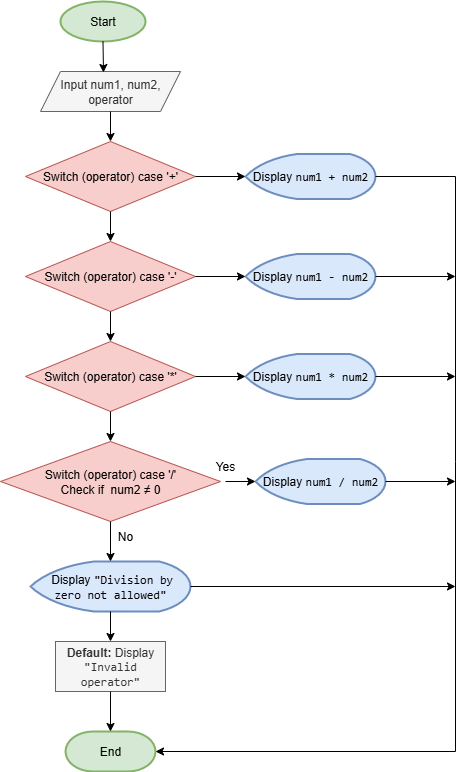 Start
Input num1, num2,
operator
Switch (operator) case '+'
Display num1 + num2
Switch (operator) case '-'
Display num1 - num2
Switch (operator) case '*'
Display num1 * num2
Switch (operator) case '/'
Check if num2 ≠ 0
Yes
Display num1 / num2
No
Display "Division by
zero not allowed"
Default: Display
"Invalid
operator"
End